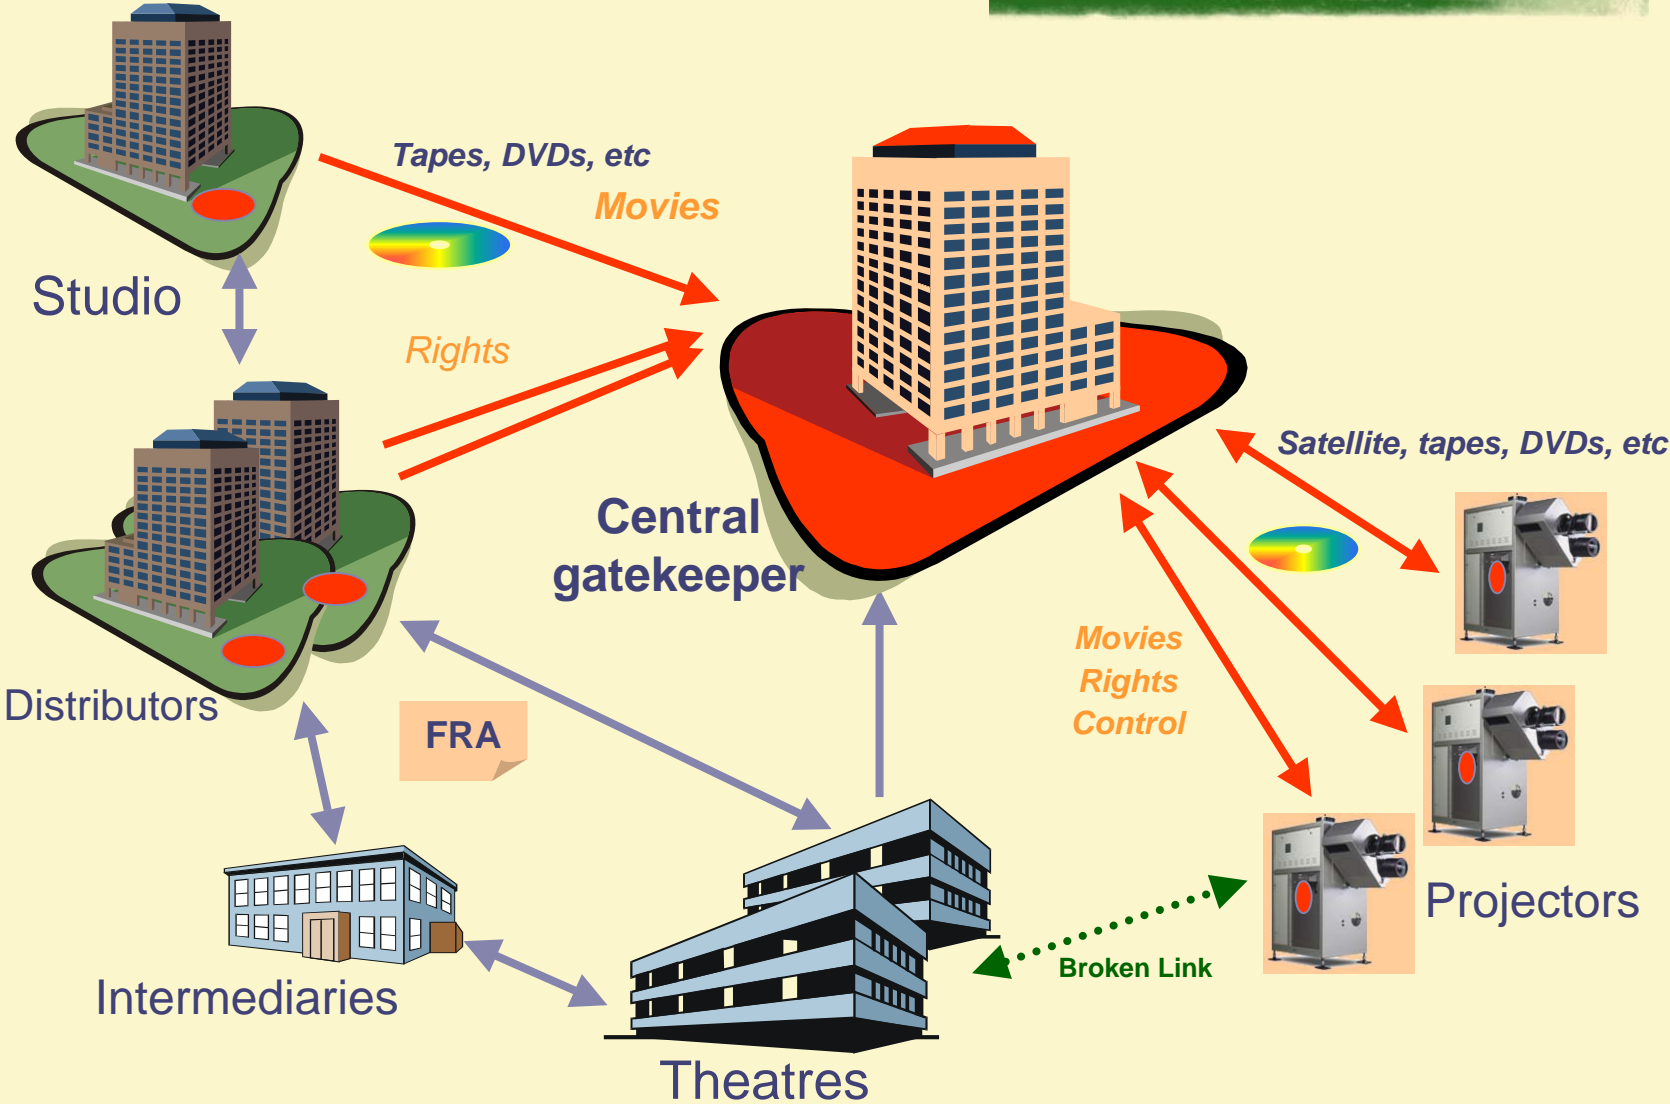 Tapes, DVDs, etc
Movies
Studio
Rights
Satellite, tapes, DVDs, etc
Central
gatekeeper
Movies
Rights
Control
Distributors
FRA
Projectors
Broken Link
Intermediaries
Theatres